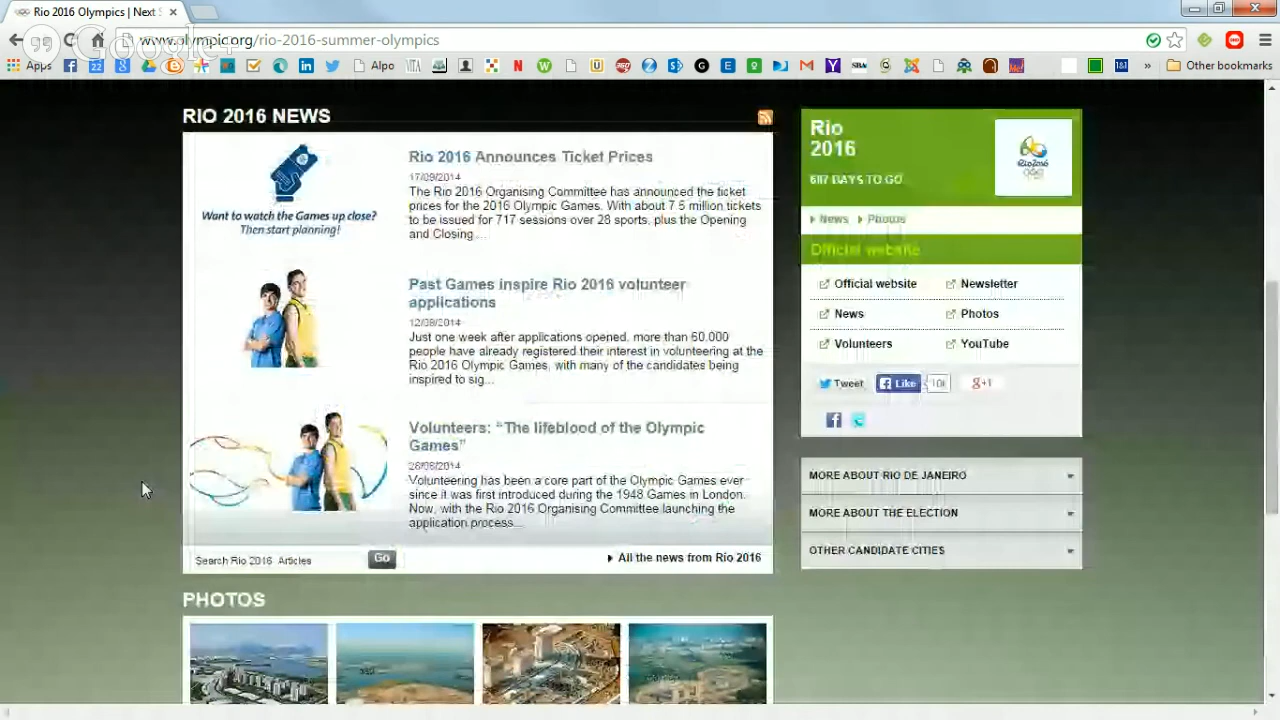 Rio 2016 Olympics | Next
Google+
www.olympic.org/rio-2016-summer-olympics
Apps
Alpo
Other bookmarks
RIO 2016 NEWS
Want to watch the Games up close?
Then start planning!
Rio 2016 Announces Ticket Prices
17/09/2014
The Rio 2016 Organising Committee has announced the ticket
prices for the 2016 Olympic Games. With about 7.5 million tickets
to be issued for 717 sessions over 28 sports, plus the Opening
and Closing...
Past Games inspire Rio 2016 volunteer
applications
Just one week after applications opened, more than 60,000
people have already registered their interest in volunteering at the
Rio 2016 Olympic Games, with many of the candidates being
inspired to sig...
Volunteers: “The lifeblood of the Olympic
Games”
Volunteering has been a core part of the Olympic Games ever
since it was first introduced during the 1948 Games in London.
Now, with the Rio 2016 Organising Committee launching the
application process...
Search Rio 2016 Articles
Go
All the news from Rio 2016
PHOTOS
Rio
2016
DAYS TO GO
News Photos
Official website
Official website Newsletter
News Photos
Volunteers YouTube
Tweet Like 10k +1
MORE ABOUT RIO DE JANEIRO
MORE ABOUT THE ELECTION
OTHER CANDIDATE CITIES